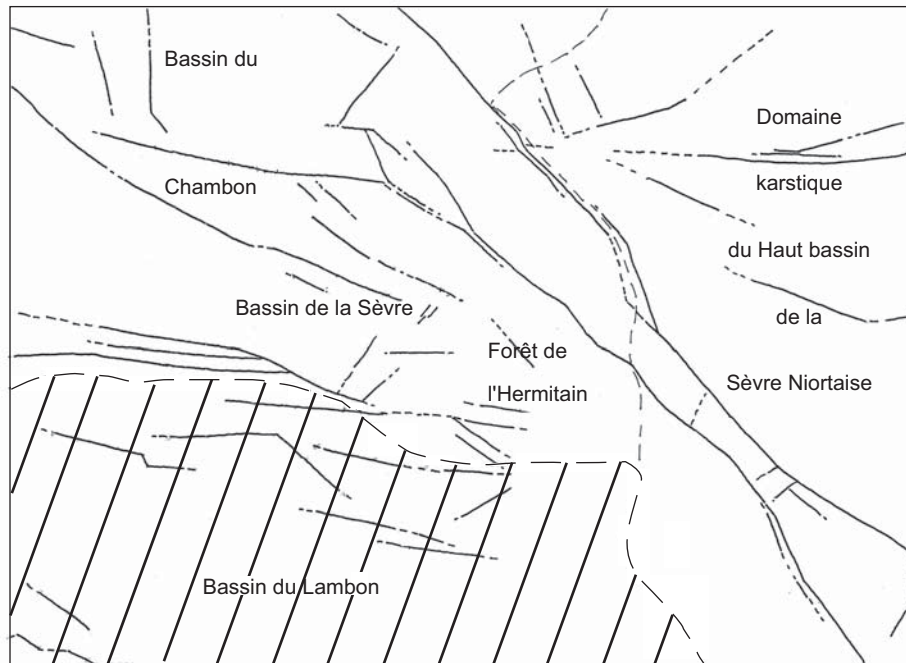 Bassin du
Chambon
Domaine
karstique
du Haut bassin
de la
Sèvre Niortaise
Bassin de la Sèvre
Forêt de
l'Hermitain
Bassin du Lambon